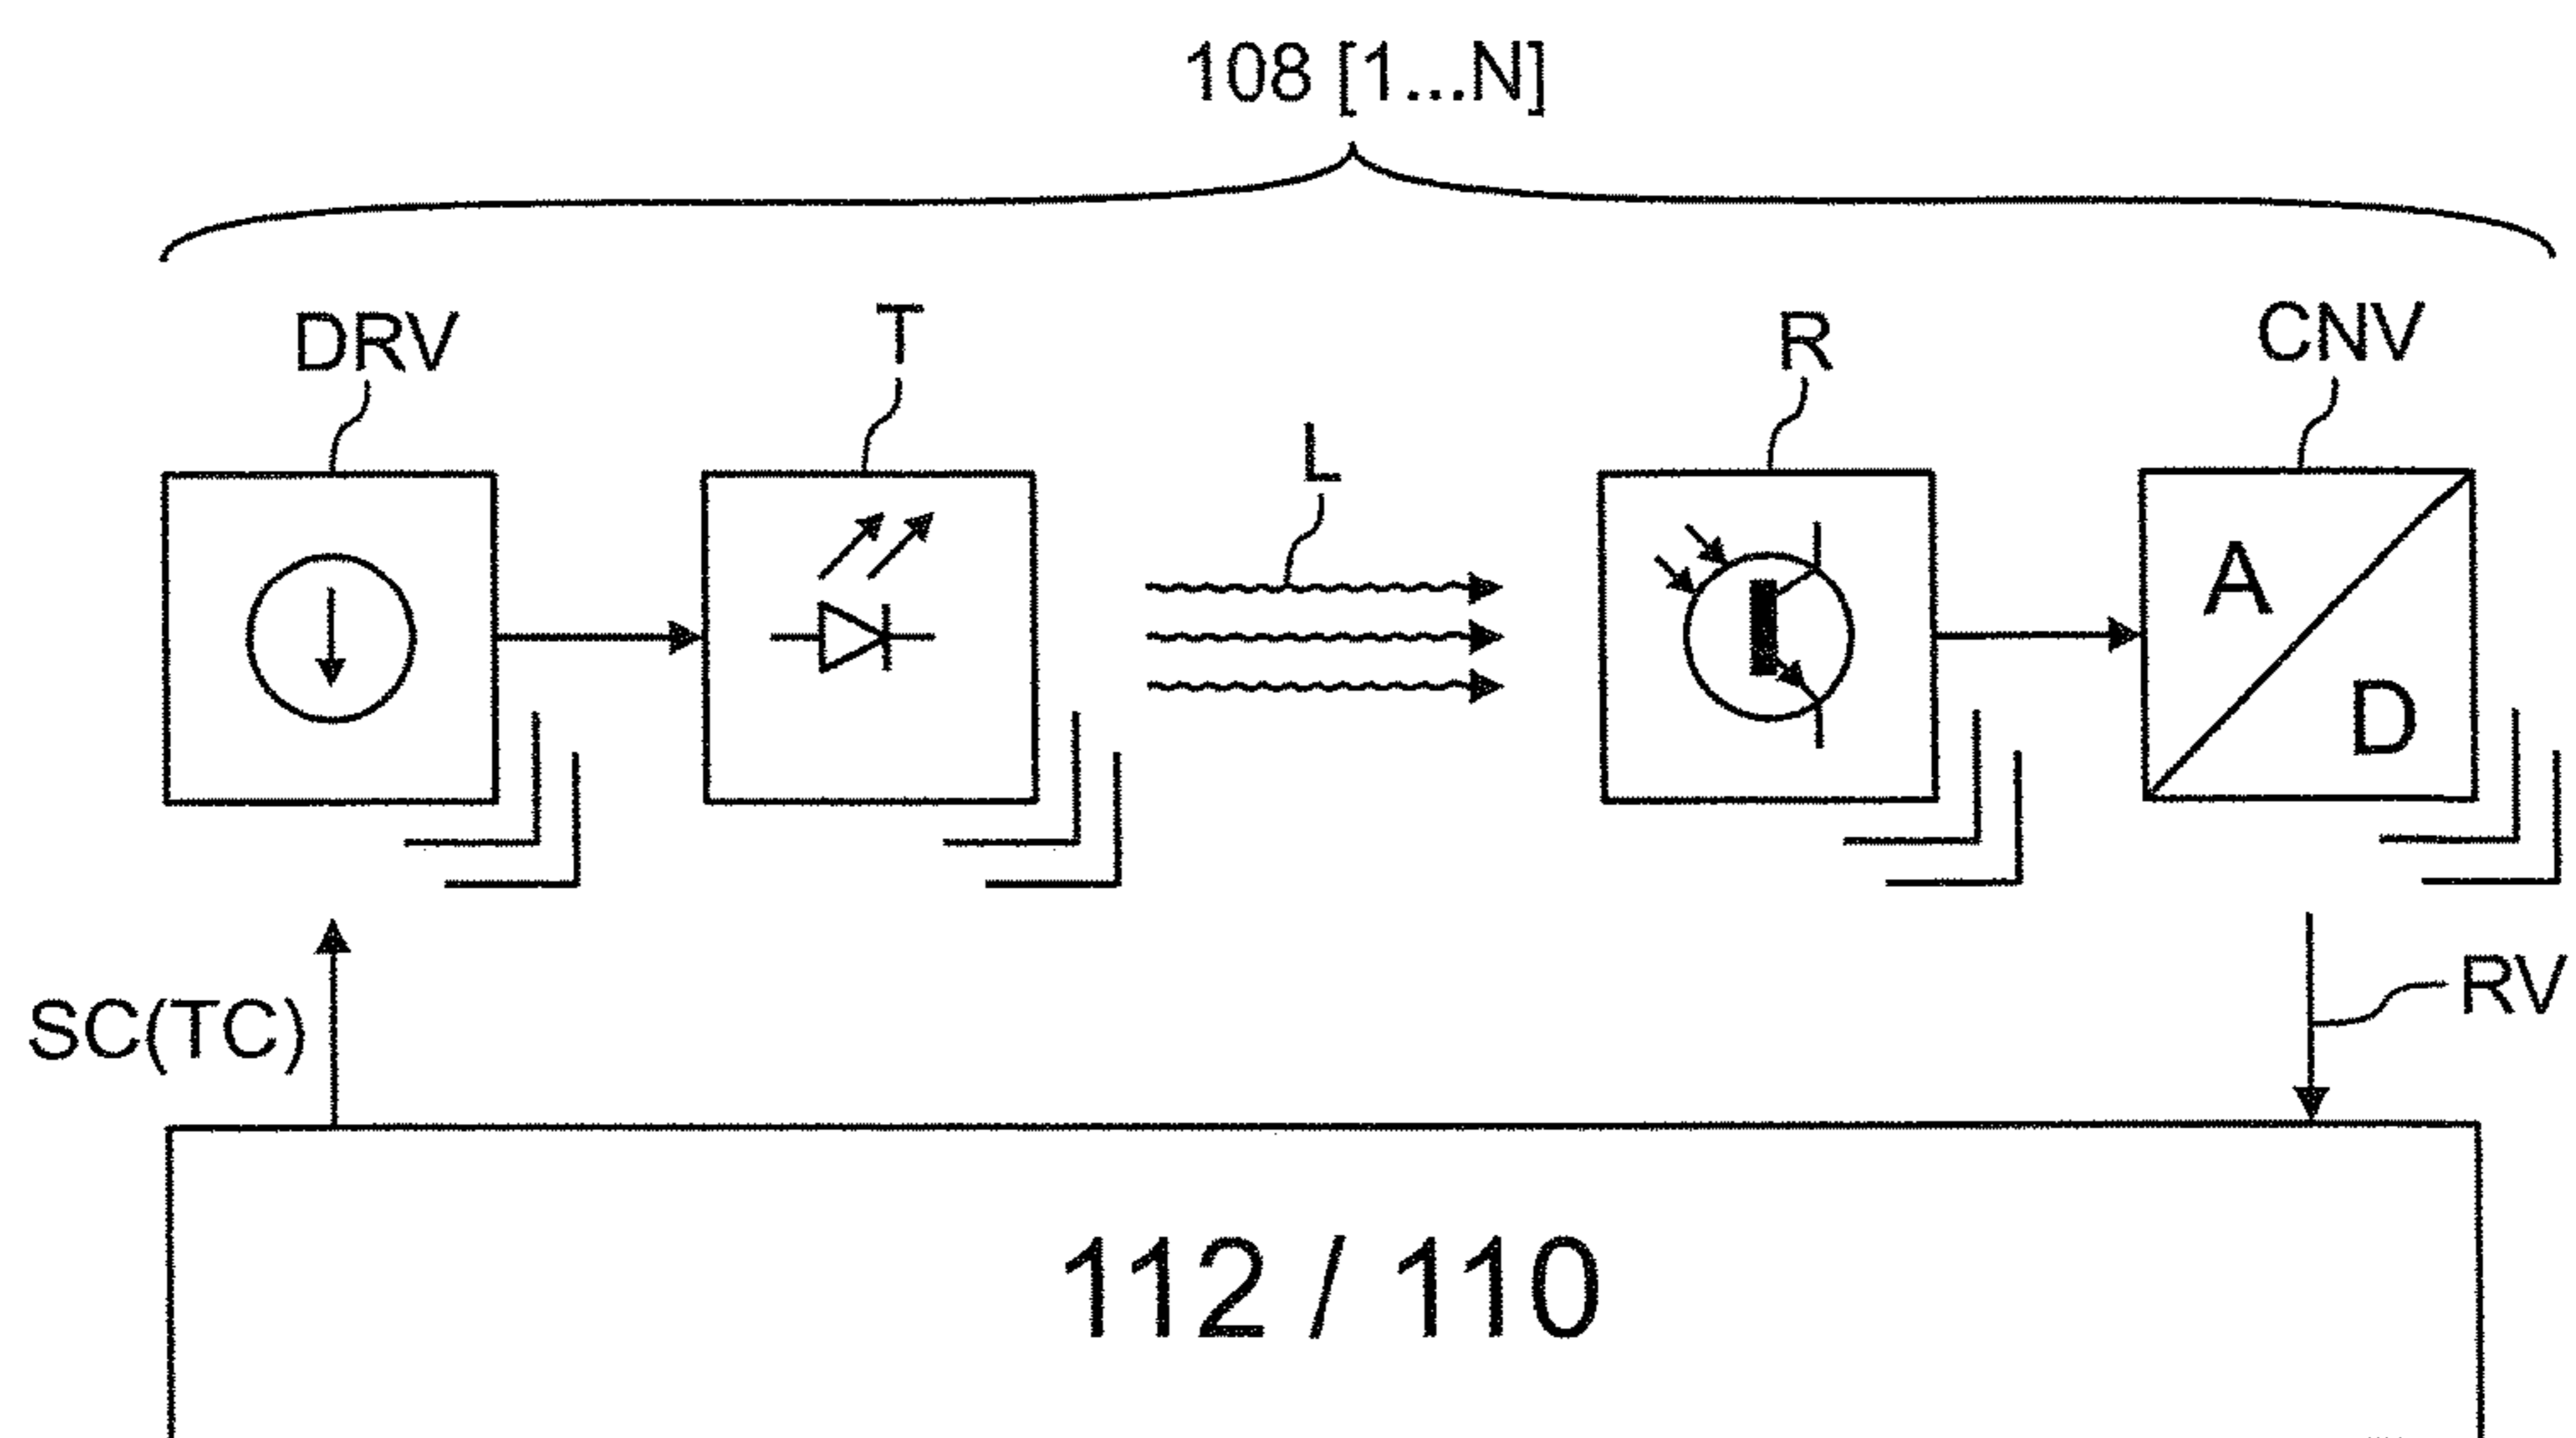 108 [1...N]
DRV T R CNV
L
A
D
SC(TC) RV
112 / 110